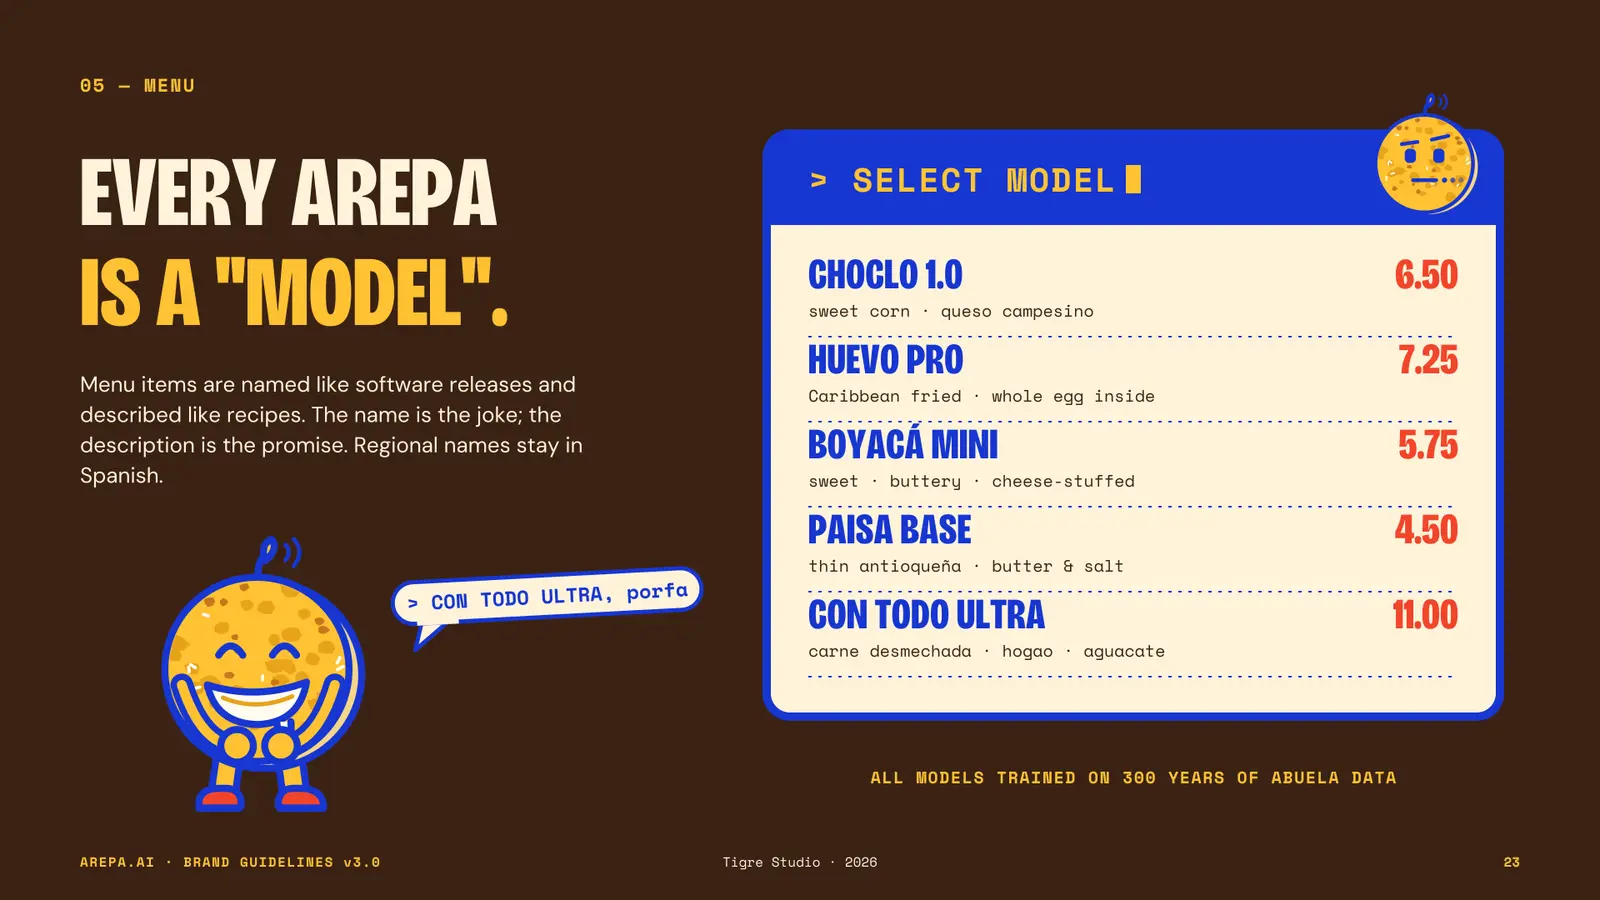 05 — MENU
EVERY AREPA
IS A "MODEL".
Menu items are named like software releases and
described like recipes. The name is the joke; the
description is the promise. Regional names stay in
Spanish.
> CON TODO ULTRA, porfa
> SELECT MODEL
CHOCLO 1.0 6.50
sweet corn · queso campesino
HUEVO PRO 7.25
Caribbean fried · whole egg inside
BOYACÁ MINI 5.75
sweet · buttery · cheese-stuffed
PAISA BASE 4.50
thin antioqueña · butter & salt
CON TODO ULTRA 11.00
carne desmechada · hogao · aguacate
ALL MODELS TRAINED ON 300 YEARS OF ABUELA DATA
AREPA.AI · BRAND GUIDELINES v3.0
Tigre Studio · 2026
23